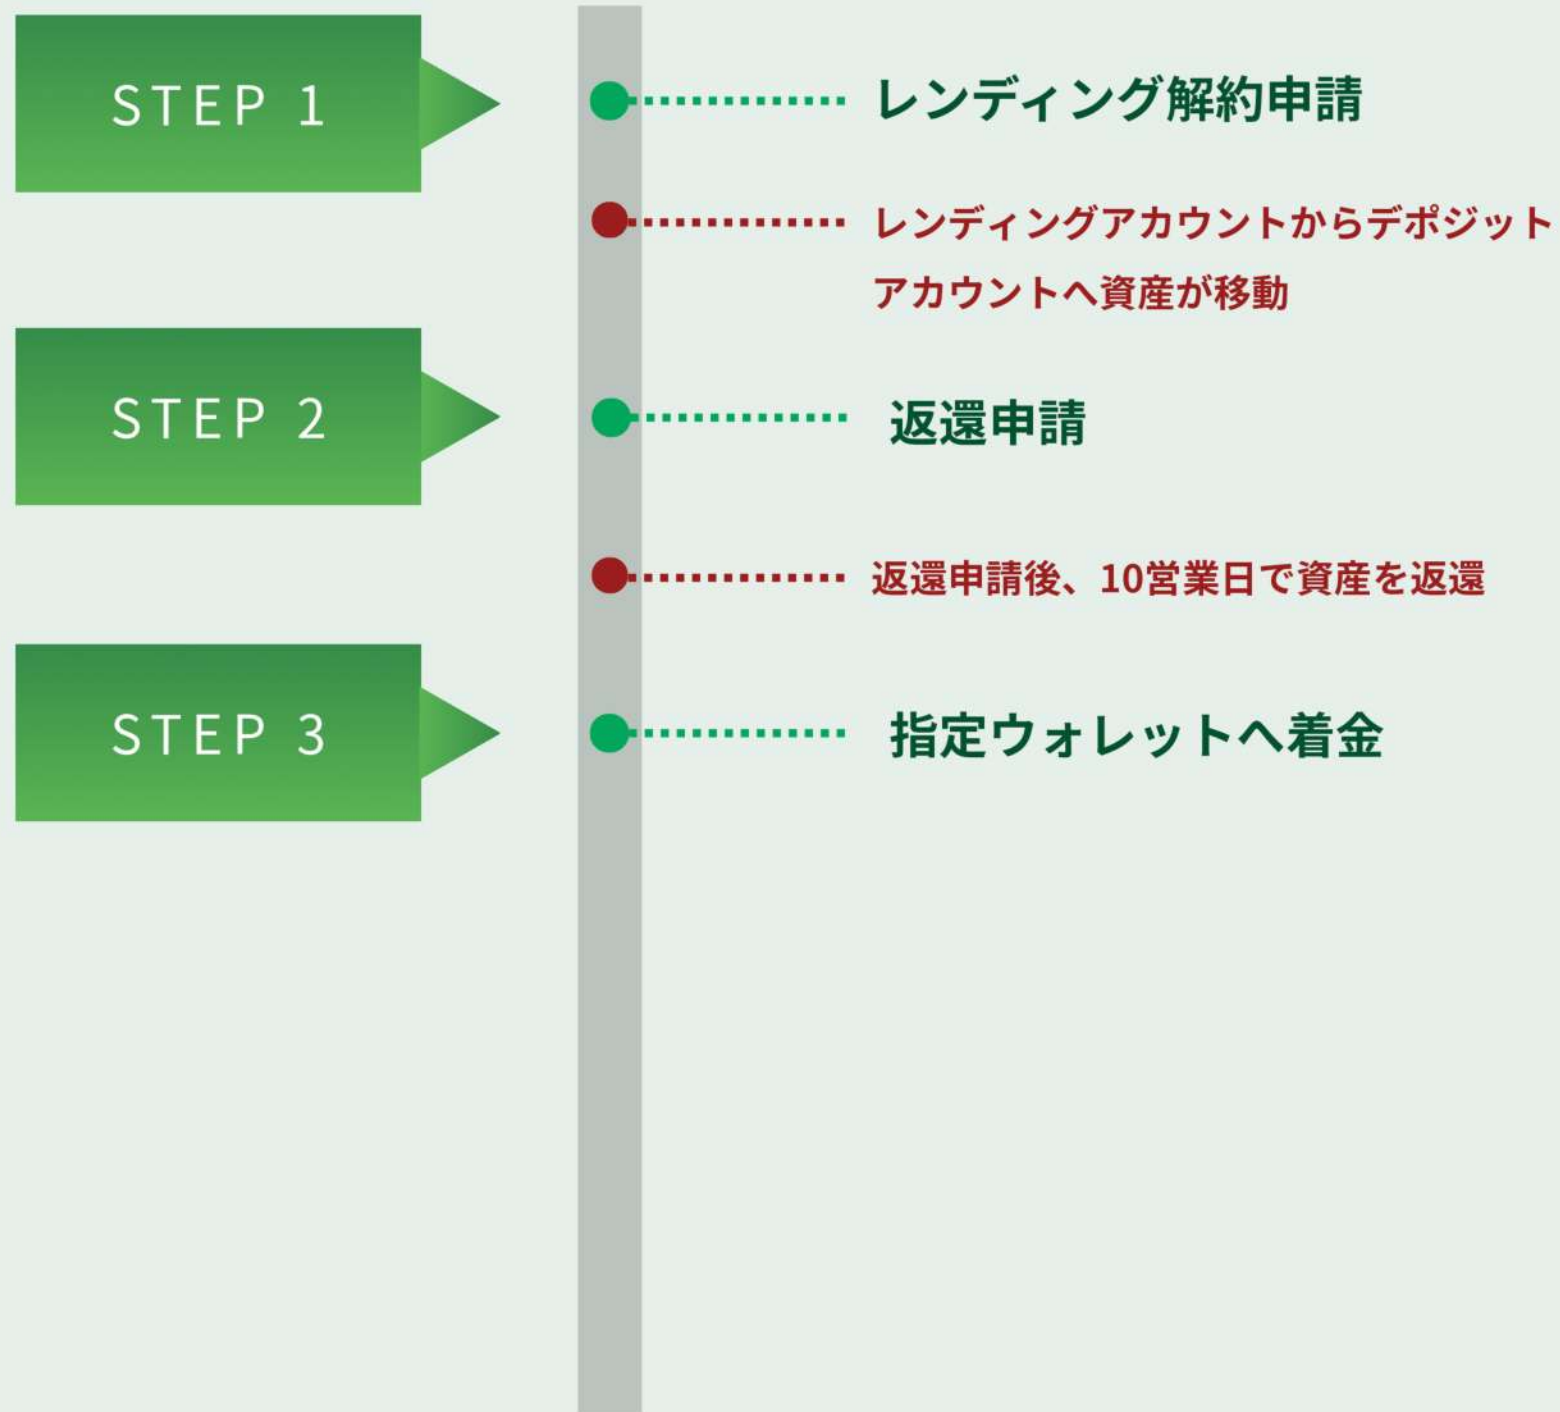 STEP 1
レンディング解約申請
レンディングアカウントからデポジット
アカウントへ資産が移動
STEP 2
返還申請
返還申請後、10営業日で資産を返還
STEP 3
指定ウォレットへ着金